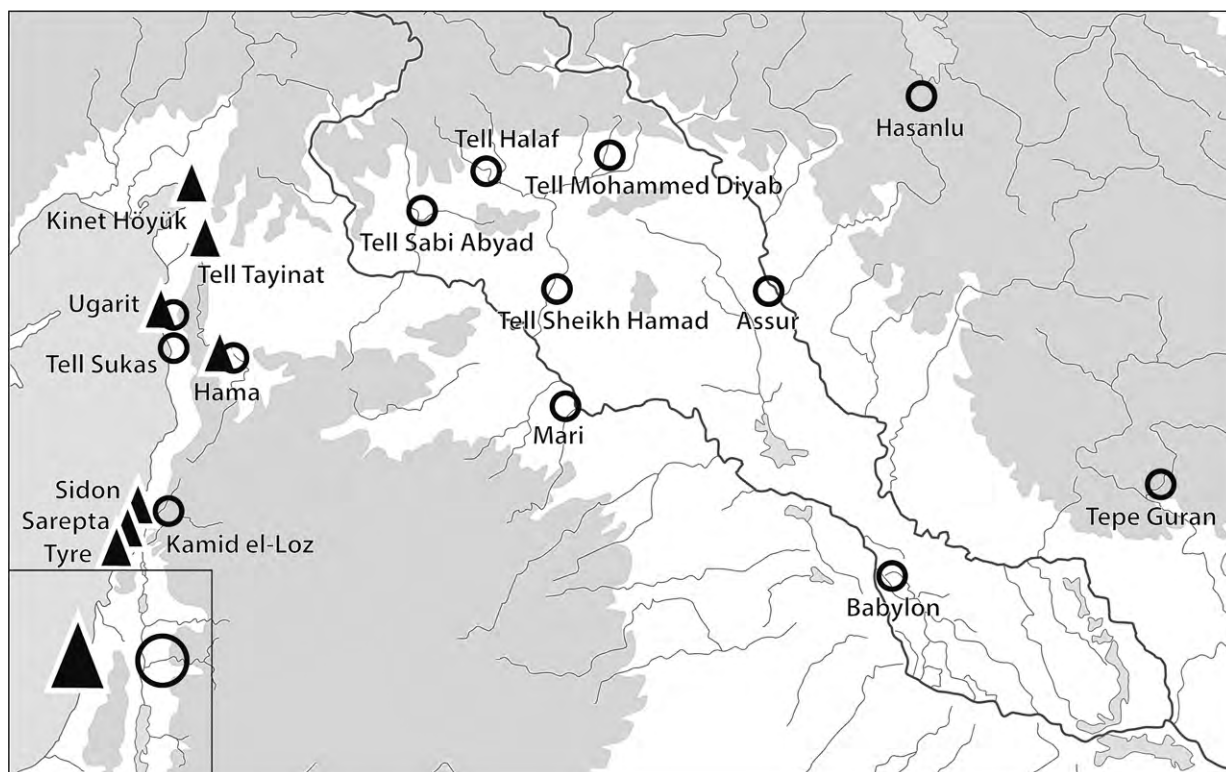 Hasanlu
Tell Halaf
Tell Mohammed Diyab
Kinet Höyük
Tell Sabi Abyad
Tell Tayinat
Ugarit
Tell Sheikh Hamad
Assur
Tell Sukas
Hama
Mari
Sidon
Sarepta
Tyre
Kamid el-Loz
Tepe Guran
Babylon